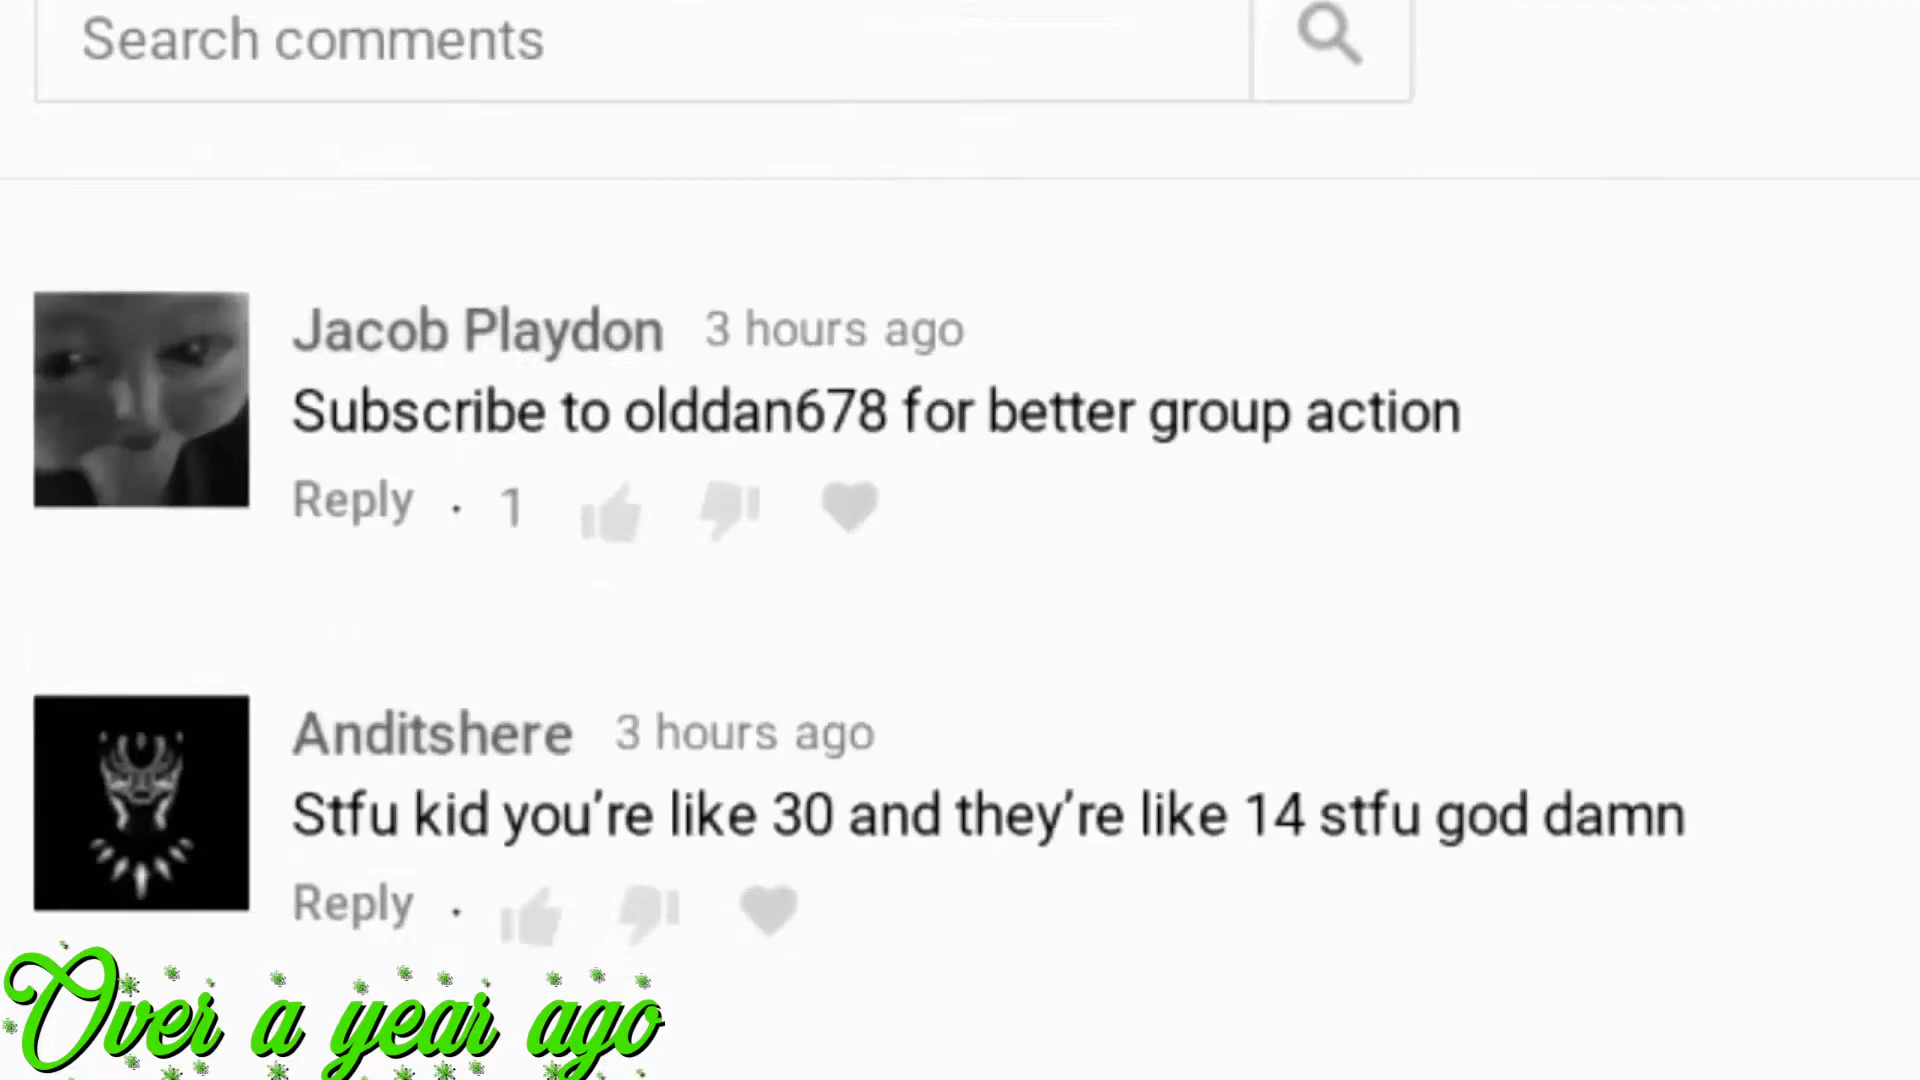 Search comments
Jacob Playdon 3 hours ago
Subscribe to olddan678 for better group action
Reply . 1
Anditshere 3 hours ago
Stfu kid you’re like 30 and they’re like 14 stfu god damn
Reply .
Over a year ago